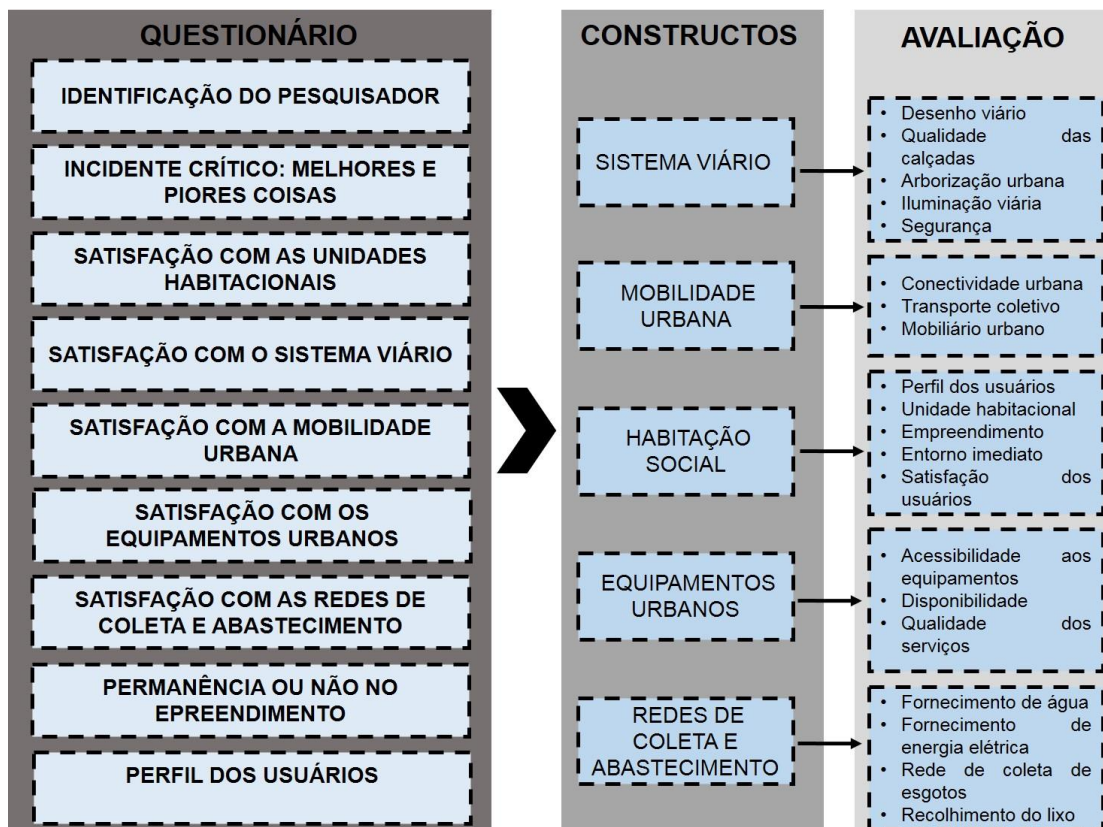 QUESTIONÁRIO
IDENTIFICAÇÃO DO PESQUISADOR
INCIDENTE CRÍTICO: MELHORES E
PIORES COISAS
SATISFAÇÃO COM AS UNIDADES
HABITACIONAIS
SATISFAÇÃO COM O SISTEMA VIÁRIO
SATISFAÇÃO COM A MOBILIDADE
URBANA
SATISFAÇÃO COM OS
EQUIPAMENTOS URBANOS
SATISFAÇÃO COM AS REDES DE
COLETA E ABASTECIMENTO
PERMANÊNCIA OU NÃO NO
EPREENDIMENTO
PERFIL DOS USUÁRIOS
CONSTRUCTOS
SISTEMA VIÁRIO
MOBILIDADE
URBANA
HABITAÇÃO
SOCIAL
EQUIPAMENTOS
URBANOS
REDES DE
COLETA E
ABASTECIMENTO
AVALIAÇÃO
• Desenho viário
• Qualidade das
calçadas
• Arborização urbana
• Iluminação viária
• Segurança
• Conectividade urbana
• Transporte coletivo
• Mobiliário urbano
• Perfil dos usuários
• Unidade habitacional
• Empreendimento
• Entorno imediato
• Satisfação dos
usuários
• Acessibilidade aos
equipamentos
• Disponibilidade
• Qualidade dos
serviços
• Fornecimento de água
• Fornecimento de
energia elétrica
• Rede de coleta de
esgotos
• Recolhimento do lixo